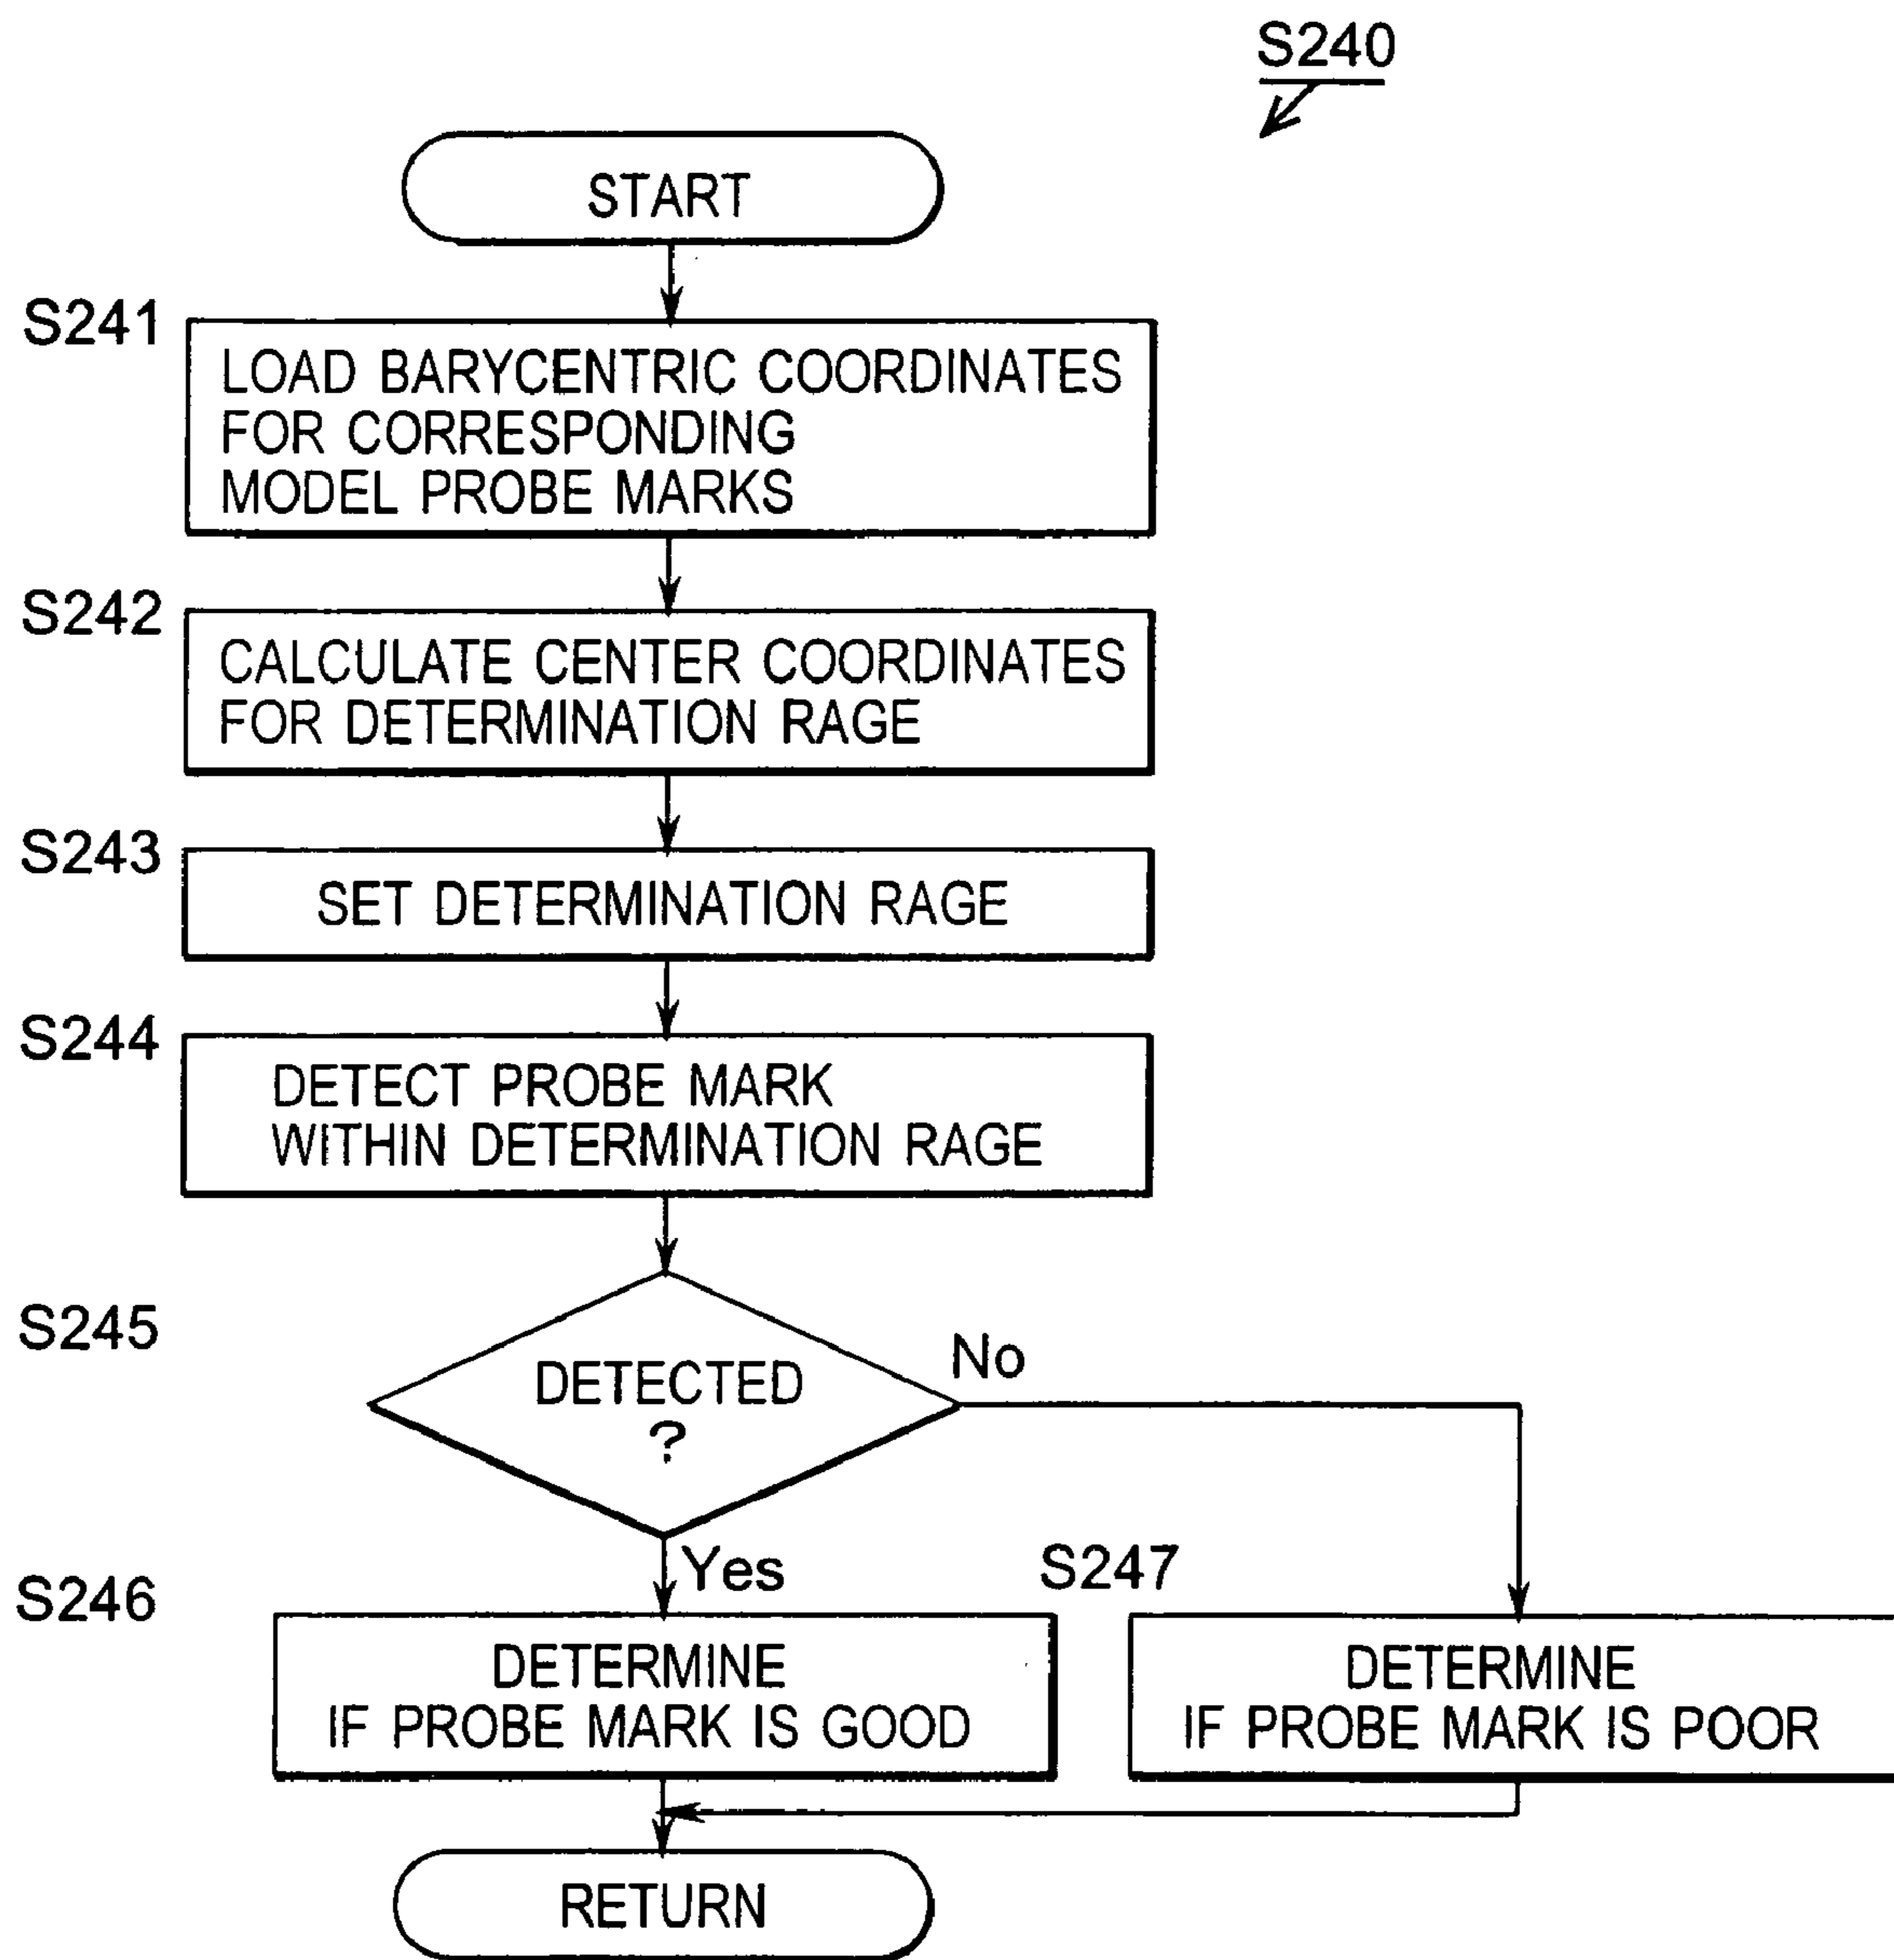 S240
START
S241
LOAD BARYCENTRIC COORDINATES
FOR CORRESPONDING
MODEL PROBE MARKS
S242
CALCULATE CENTER COORDINATES
FOR DETERMINATION RAGE
S243
SET DETERMINATION RAGE
S244
DETECT PROBE MARK
WITHIN DETERMINATION RAGE
S245
DETECTED
?
No
Yes
S246
DETERMINE
IF PROBE MARK IS GOOD
S247
DETERMINE
IF PROBE MARK IS POOR
RETURN